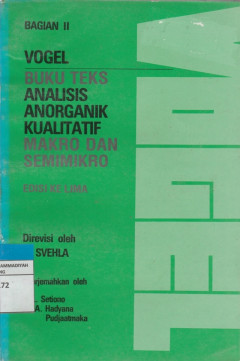 BAGIAN II
VOGEL
BUKU TEKS
ANALISIS
ANORGANIK
KUALITATIF
MAKRO DAN
SEMIMIKRO
EDISI KE LIMA
Direvisi oleh
SVEHLA
oleh
Setiono
A. Hadyana
Pudjaatmaka
72
VOGEL